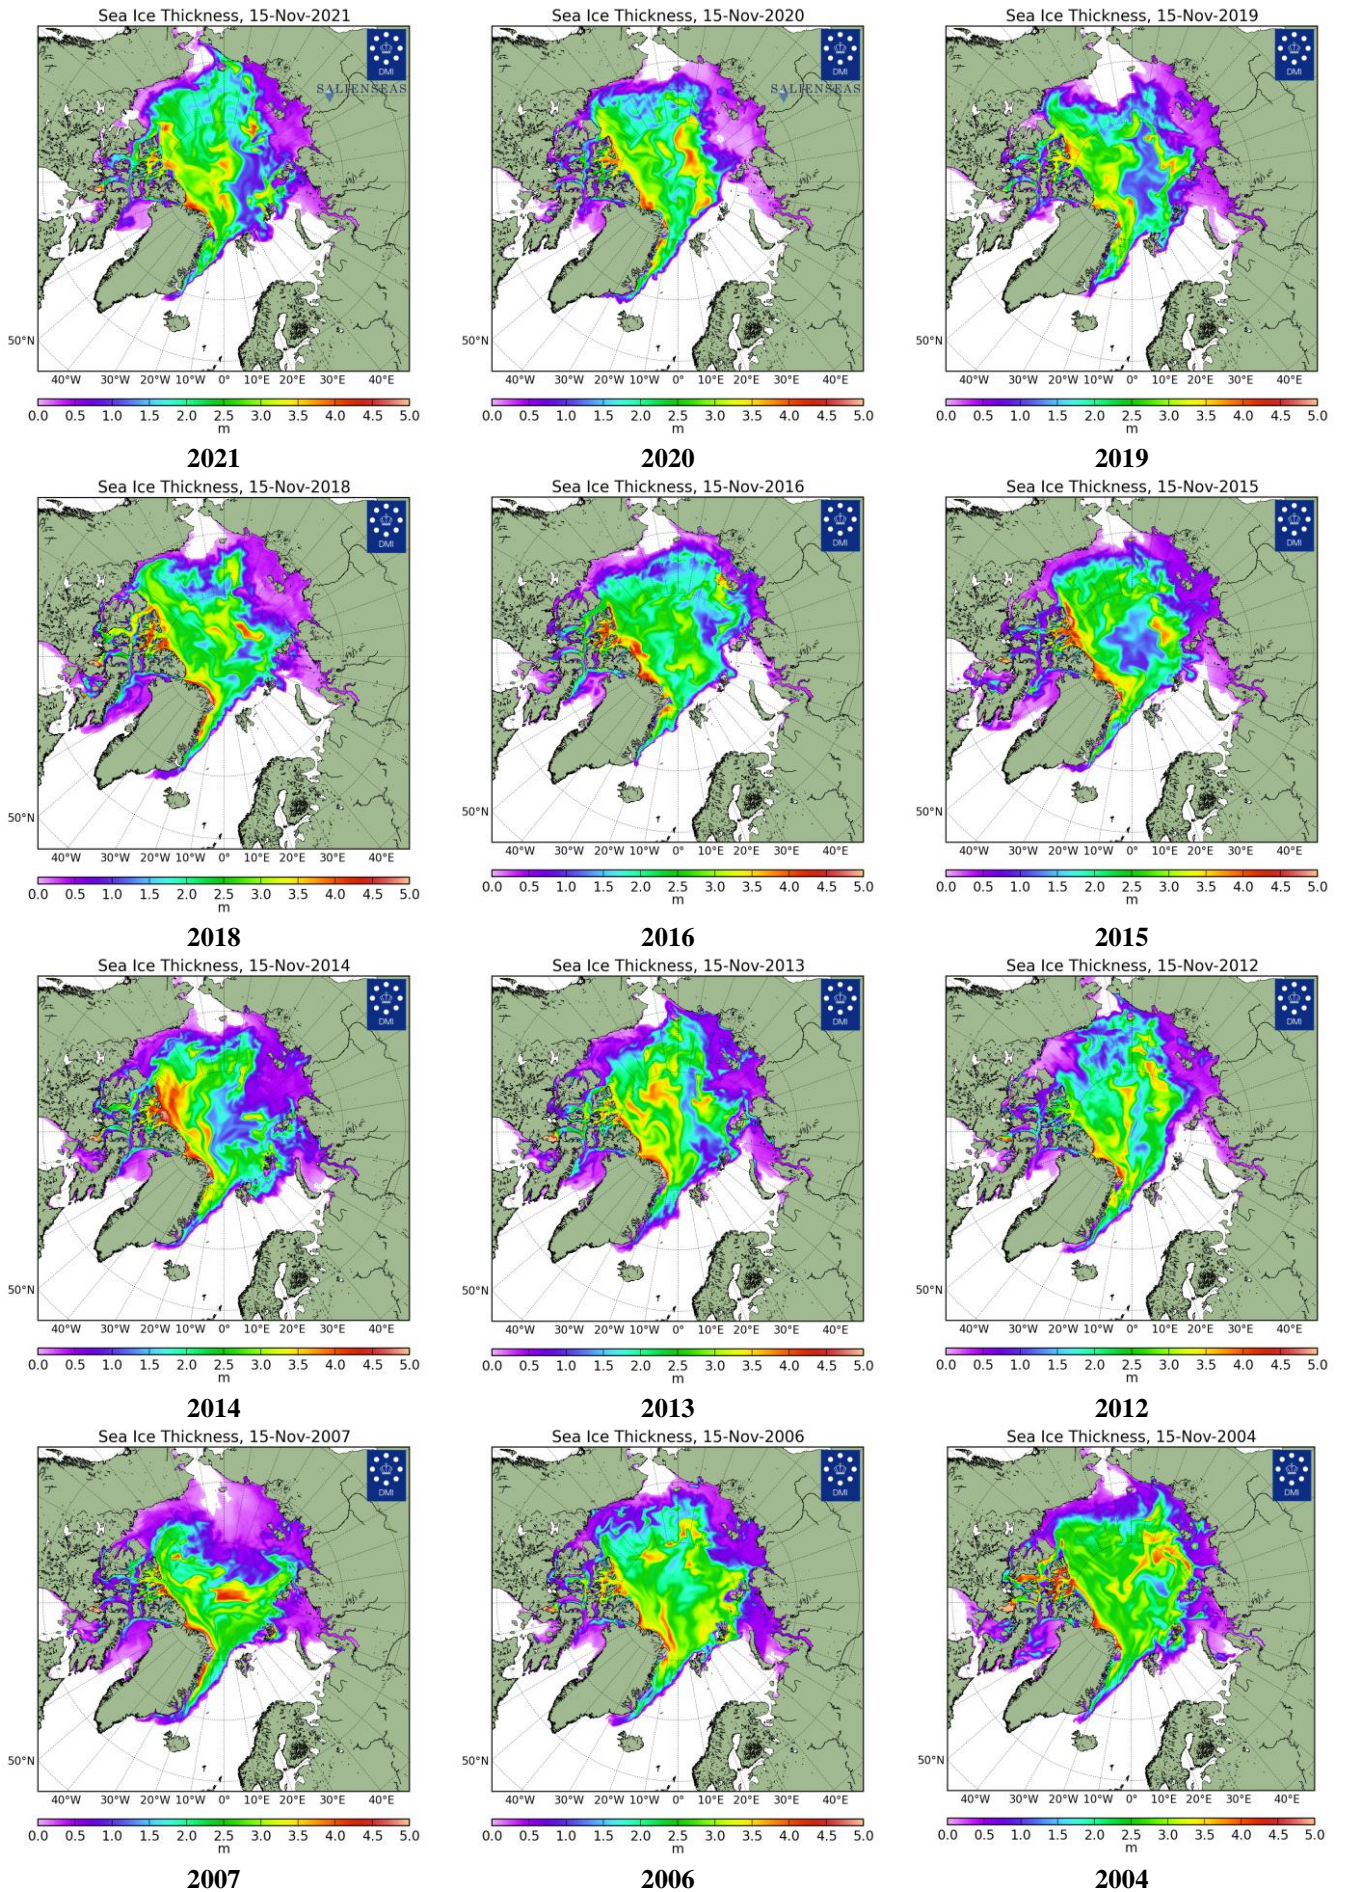 Sea Ice Thickness, 15-Nov-2021
DMI
SALIENSEAS
50°N
40°W 30°W 20°W 10°W 0° 10°E 20°E 30°E 40°E
0.0 0.5 1.0 1.5 2.0 2.5 3.0 3.5 4.0 4.5 5.0
m
2021
Sea Ice Thickness, 15-Nov-2020
DMI
SALIENSEAS
50°N
40°W 30°W 20°W 10°W 0° 10°E 20°E 30°E 40°E
0.0 0.5 1.0 1.5 2.0 2.5 3.0 3.5 4.0 4.5 5.0
m
2020
Sea Ice Thickness, 15-Nov-2019
DMI
50°N
40°W 30°W 20°W 10°W 0° 10°E 20°E 30°E 40°E
0.0 0.5 1.0 1.5 2.0 2.5 3.0 3.5 4.0 4.5 5.0
m
2019
Sea Ice Thickness, 15-Nov-2018
DMI
50°N
40°W 30°W 20°W 10°W 0° 10°E 20°E 30°E 40°E
0.0 0.5 1.0 1.5 2.0 2.5 3.0 3.5 4.0 4.5 5.0
m
2018
Sea Ice Thickness, 15-Nov-2016
DMI
50°N
40°W 30°W 20°W 10°W 0° 10°E 20°E 30°E 40°E
0.0 0.5 1.0 1.5 2.0 2.5 3.0 3.5 4.0 4.5 5.0
m
2016
Sea Ice Thickness, 15-Nov-2015
DMI
50°N
40°W 30°W 20°W 10°W 0° 10°E 20°E 30°E 40°E
0.0 0.5 1.0 1.5 2.0 2.5 3.0 3.5 4.0 4.5 5.0
m
2015
Sea Ice Thickness, 15-Nov-2014
DMI
50°N
40°W 30°W 20°W 10°W 0° 10°E 20°E 30°E 40°E
0.0 0.5 1.0 1.5 2.0 2.5 3.0 3.5 4.0 4.5 5.0
m
2014
Sea Ice Thickness, 15-Nov-2013
DMI
50°N
40°W 30°W 20°W 10°W 0° 10°E 20°E 30°E 40°E
0.0 0.5 1.0 1.5 2.0 2.5 3.0 3.5 4.0 4.5 5.0
m
2013
Sea Ice Thickness, 15-Nov-2012
DMI
50°N
40°W 30°W 20°W 10°W 0° 10°E 20°E 30°E 40°E
0.0 0.5 1.0 1.5 2.0 2.5 3.0 3.5 4.0 4.5 5.0
m
2012
Sea Ice Thickness, 15-Nov-2007
DMI
50°N
40°W 30°W 20°W 10°W 0° 10°E 20°E 30°E 40°E
0.0 0.5 1.0 1.5 2.0 2.5 3.0 3.5 4.0 4.5 5.0
m
2007
Sea Ice Thickness, 15-Nov-2006
DMI
50°N
40°W 30°W 20°W 10°W 0° 10°E 20°E 30°E 40°E
0.0 0.5 1.0 1.5 2.0 2.5 3.0 3.5 4.0 4.5 5.0
m
2006
Sea Ice Thickness, 15-Nov-2004
DMI
50°N
40°W 30°W 20°W 10°W 0° 10°E 20°E 30°E 40°E
0.0 0.5 1.0 1.5 2.0 2.5 3.0 3.5 4.0 4.5 5.0
m
2004